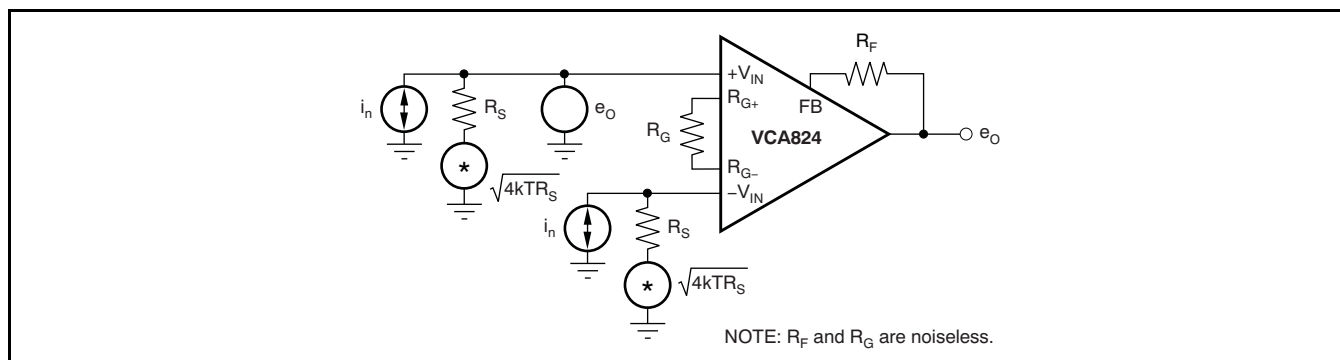 R_F
+V_IN
i_n
R_S
e_O
R_G+
FB
R_G
VCA824
e_O
*
R_G−
√4kTR_S
−V_IN
i_n
R_S
*
√4kTR_S
NOTE: R_F and R_G are noiseless.